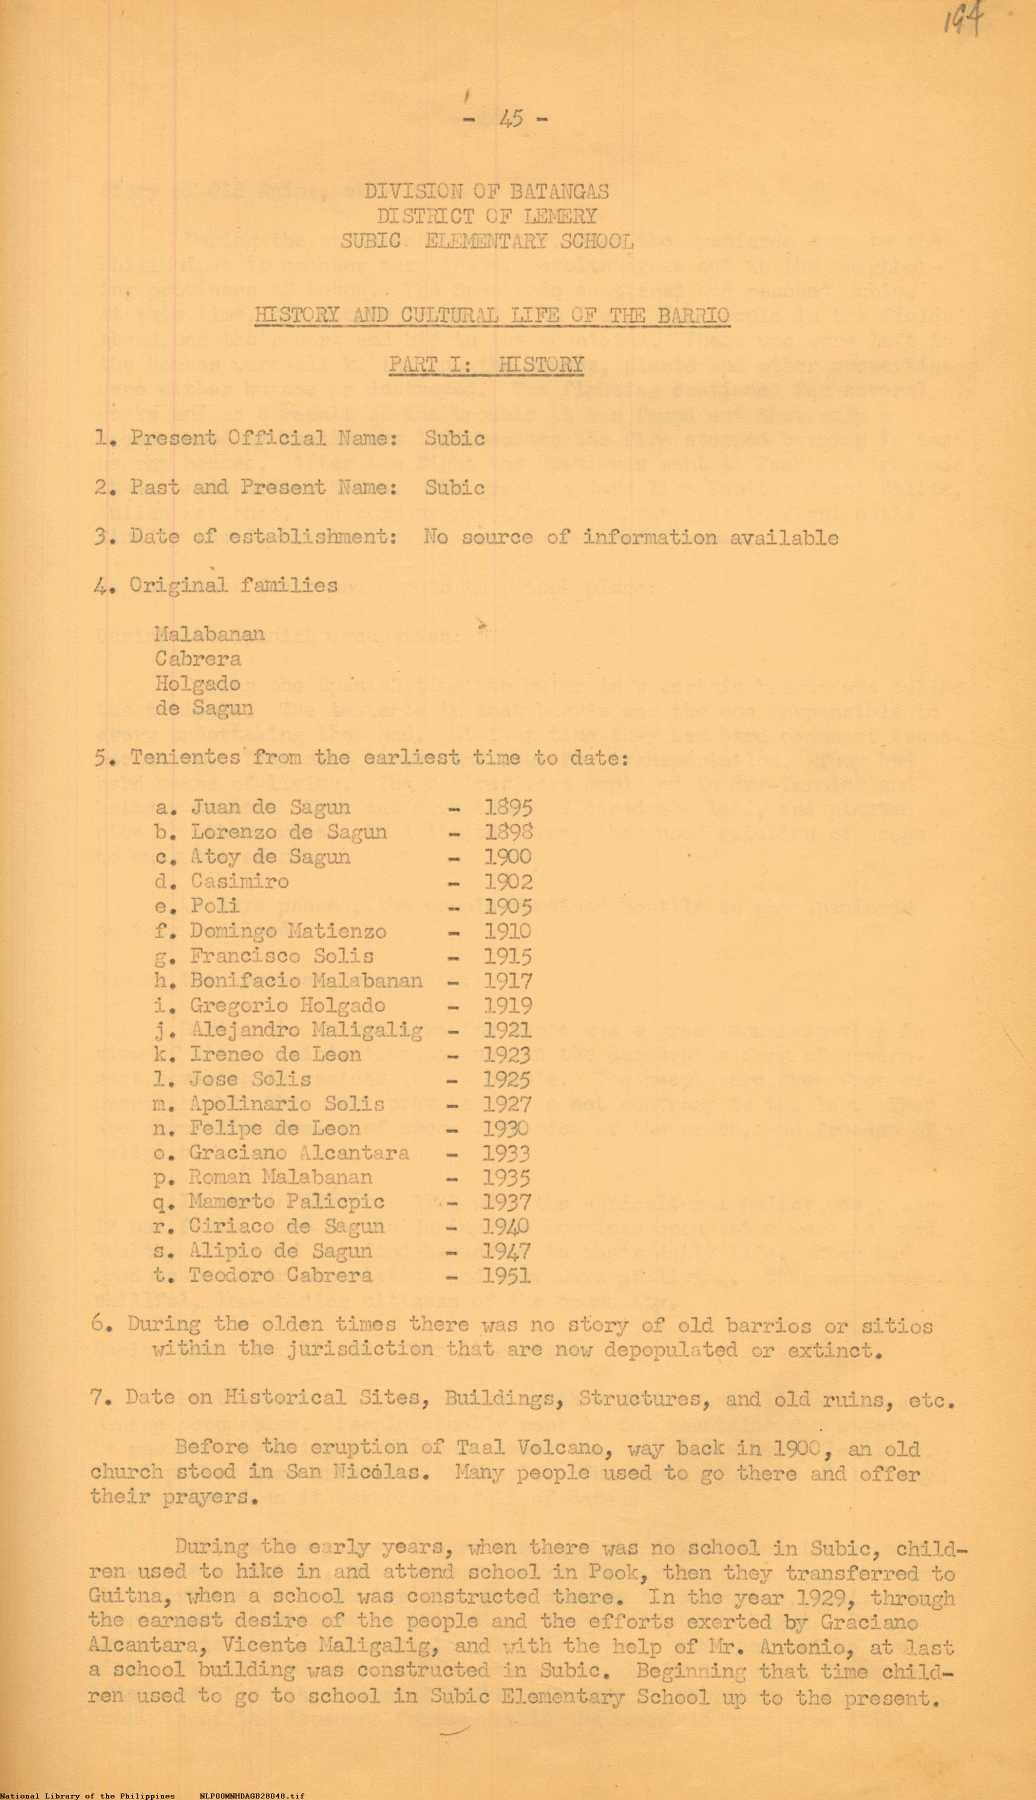 194
- 45 -
DIVISION OF BATANGAS
DISTRICT OF LEMERY
SUBIC ELEMENTARY SCHOOL
HISTORY AND CULTURAL LIFE OF THE BARRIO
PART I: HISTORY
1. Present Official Name: Subic
2. Past and Present Name: Subic
3. Date of establishment: No source of information available
4. Original families
Malabanan
Cabrera
Holgado
de Sagun
5. Tenientes from the earliest time to date:
a. Juan de Sagun - 1895
b. Lorenzo de Sagun - 1898
c. Atoy de Sagun - 1900
d. Casimiro - 1902
e. Poli - 1905
f. Domingo Matienzo - 1910
g. Francisco Solis - 1915
h. Bonifacio Malabanan - 1917
i. Gregorio Holgado - 1919
j. Alejandro Maligalig - 1921
k. Ireneo de Leon - 1923
l. Jose Solis - 1925
m. Apolinario Solis - 1927
n. Felipe de Leon - 1930
o. Graciano Alcantara - 1933
p. Roman Malabanan - 1935
q. Mamerto Palicpic - 1937
r. Ciriaco de Sagun - 1940
s. Alipio de Sagun - 1947
t. Teodoro Cabrera - 1951
6. During the olden times there was no story of old barrios or sitios
within the jurisdiction that are now depopulated or extinct.
7. Date on Historical Sites, Buildings, Structures, and old ruins, etc.
Before the eruption of Taal Volcano, way back in 1900, an old
church stood in San Nicolas. Many people used to go there and offer
their prayers.
During the early years, when there was no school in Subic, child-
ren used to hike in and attend school in Pook, then they transferred to
Guitna, when a school was constructed there. In the year 1929, through
the earnest desire of the people and the efforts exerted by Graciano
Alcantara, Vicente Maligalig, and with the help of Mr. Antonio, at last
a school building was constructed in Subic. Beginning that time child-
ren used to go to school in Subic Elementary School up to the present.
National Library of the Philippines NLP00MNHDAGB20040.tif